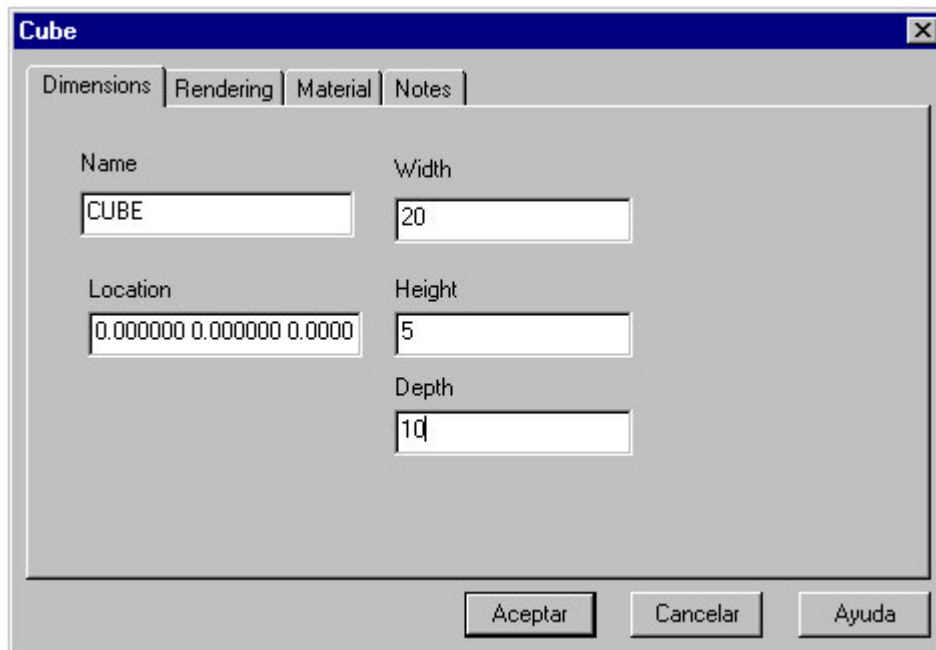 Cube
Dimensions Rendering Material Notes
Name
CUBE
Width
20
Location
0.000000 0.000000 0.0000
Height
5
Depth
10
Aceptar Cancelar Ayuda